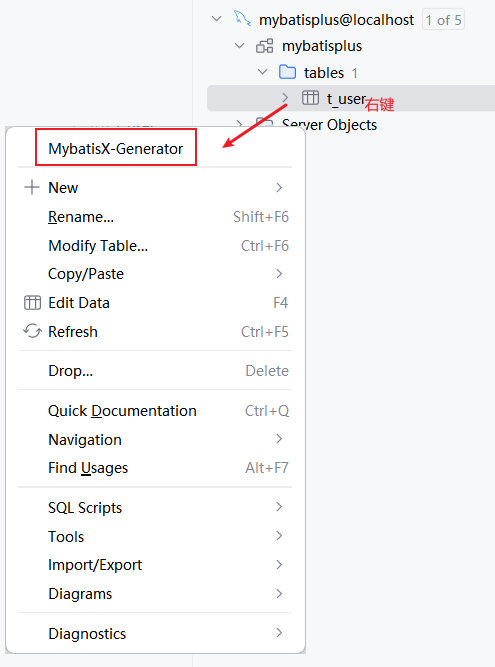 mybatisplus@localhost 1 of 5
mybatisplus
tables 1
t_user 右键
Server Objects
MybatisX-Generator
New
Rename... Shift+F6
Modify Table... Ctrl+F6
Copy/Paste
Edit Data F4
Refresh Ctrl+F5
Drop... Delete
Quick Documentation Ctrl+Q
Navigation
Find Usages Alt+F7
SQL Scripts
Tools
Import/Export
Diagrams
Diagnostics